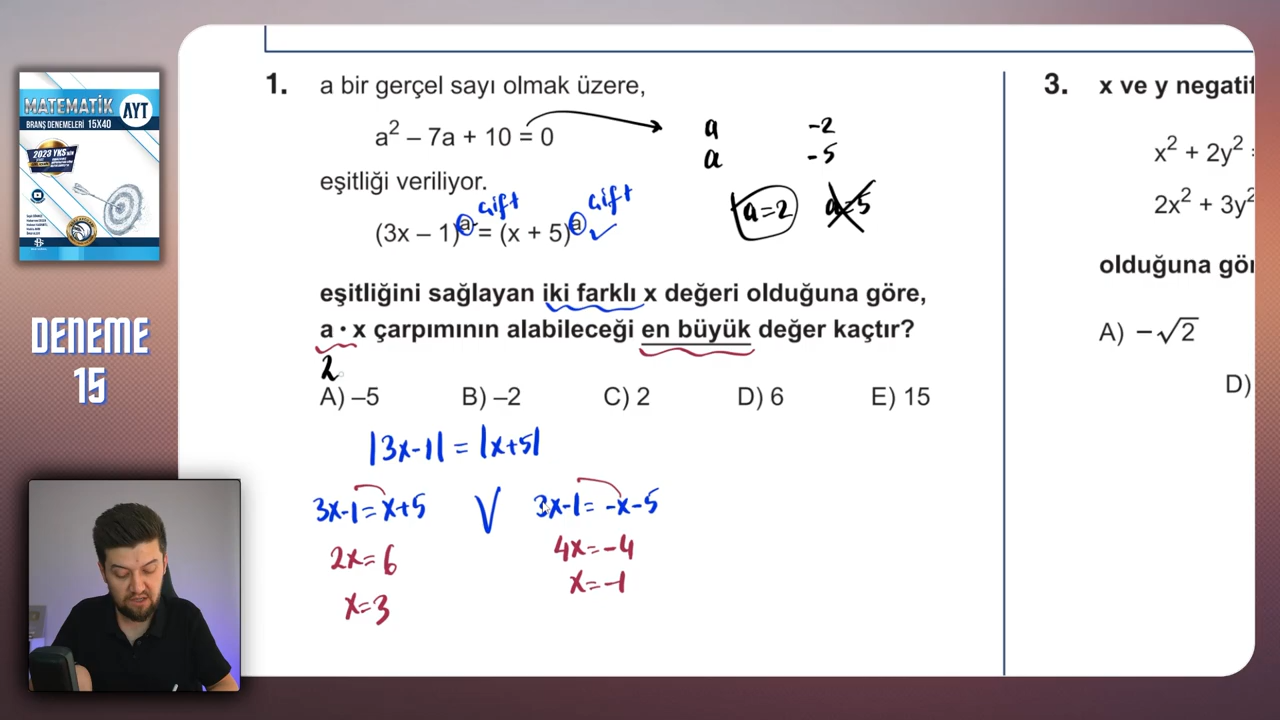 MATEMATİK
AYT
BRANŞ DENEMELERİ 15X40
2023 YKS'NİN
DENEME
15
1. a bir gerçel sayı olmak üzere,
a² – 7a + 10 = 0
a -2
a -5
a=2 a=5
eşitliği veriliyor.
çift çift
(3x – 1)ᵃ = (x + 5)ᵃ
eşitliğini sağlayan iki farklı x değeri olduğuna göre,
a · x çarpımının alabileceği en büyük değer kaçtır?
2
A) –5 B) –2 C) 2 D) 6 E) 15
|3x-1| = |x+5|
3x-1=x+5 V 3x-1=-x-5
2x=6 4x=-4
x=3 x=-1
3. x ve y negatif
x² + 2y² =
2x² + 3y²
olduğuna gör
A) –√2
D)